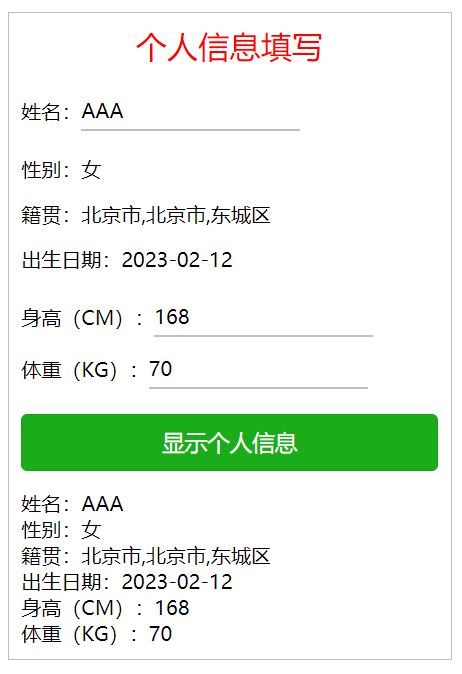 个人信息填写
姓名：AAA
性别：女
籍贯：北京市,北京市,东城区
出生日期：2023-02-12
身高（CM）：168
体重（KG）：70
显示个人信息
姓名：AAA
性别：女
籍贯：北京市,北京市,东城区
出生日期：2023-02-12
身高（CM）：168
体重（KG）：70